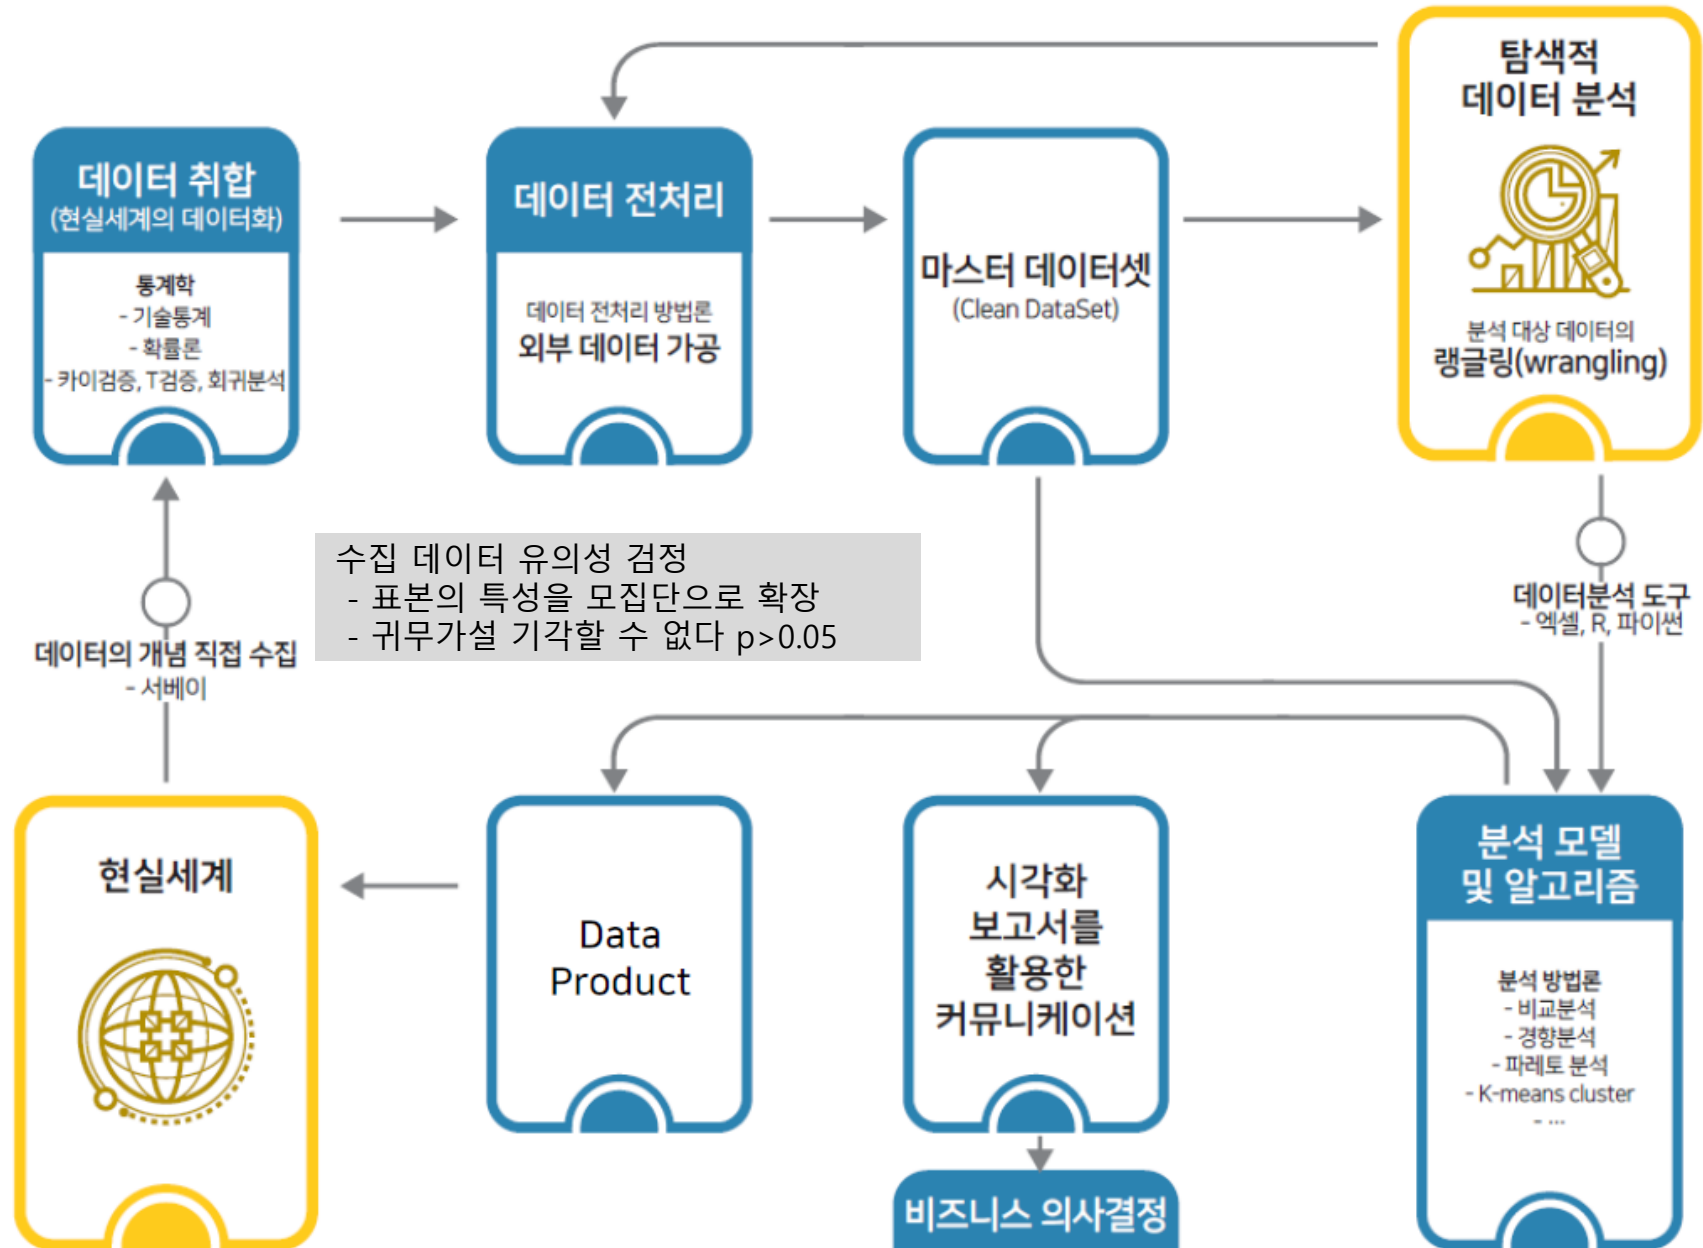 탐색적
데이터 분석
분석 대상 데이터의
랭글링(wrangling)
데이터 취합
(현실세계의 데이터화)
통계학
- 기술통계
- 확률론
- 카이검증, T검증, 회귀분석
데이터 전처리
데이터 전처리 방법론
외부 데이터 가공
마스터 데이터셋
(Clean DataSet)
수집 데이터 유의성 검정
- 표본의 특성을 모집단으로 확장
- 귀무가설 기각할 수 없다 p>0.05
데이터분석 도구
- 엑셀, R, 파이썬
데이터의 개념 직접 수집
- 서베이
현실세계
Data
Product
시각화
보고서를
활용한
커뮤니케이션
비즈니스 의사결정
분석 모델
및 알고리즘
분석 방법론
- 비교분석
- 경향분석
- 파레토 분석
- K-means cluster
- ...